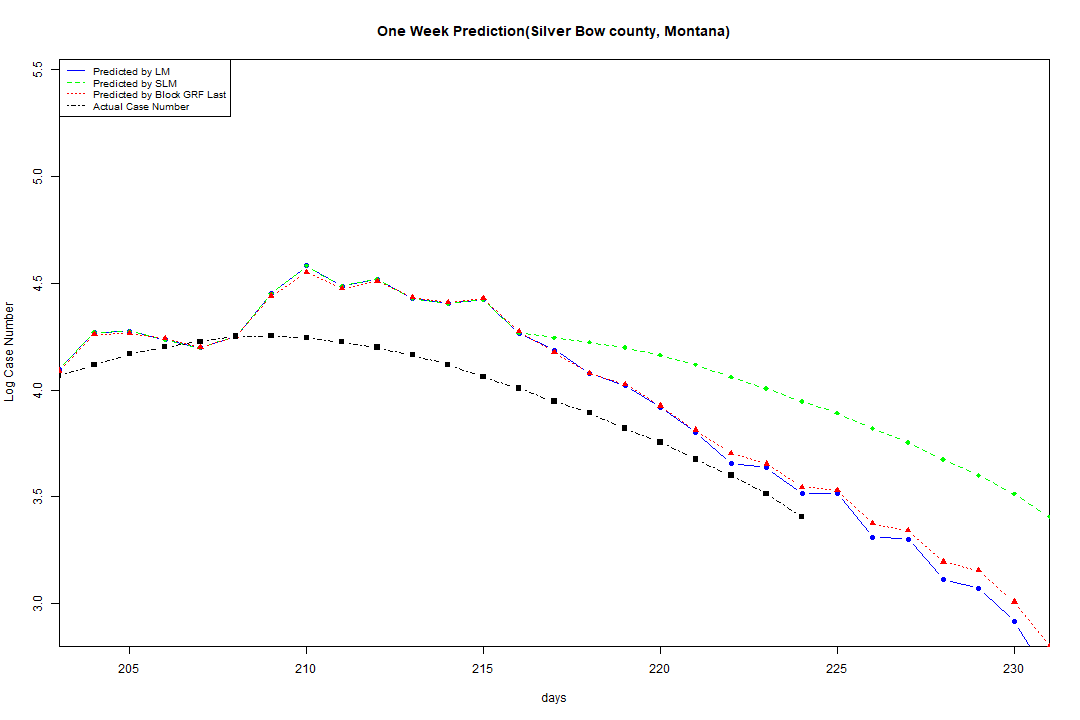 One Week Prediction(Silver Bow county, Montana)
Predicted by LM
Predicted by SLM
Predicted by Block GRF Last
Actual Case Number
5.5
5.0
4.5
4.0
3.5
3.0
Log Case Number
205 210 215 220 225 230
days